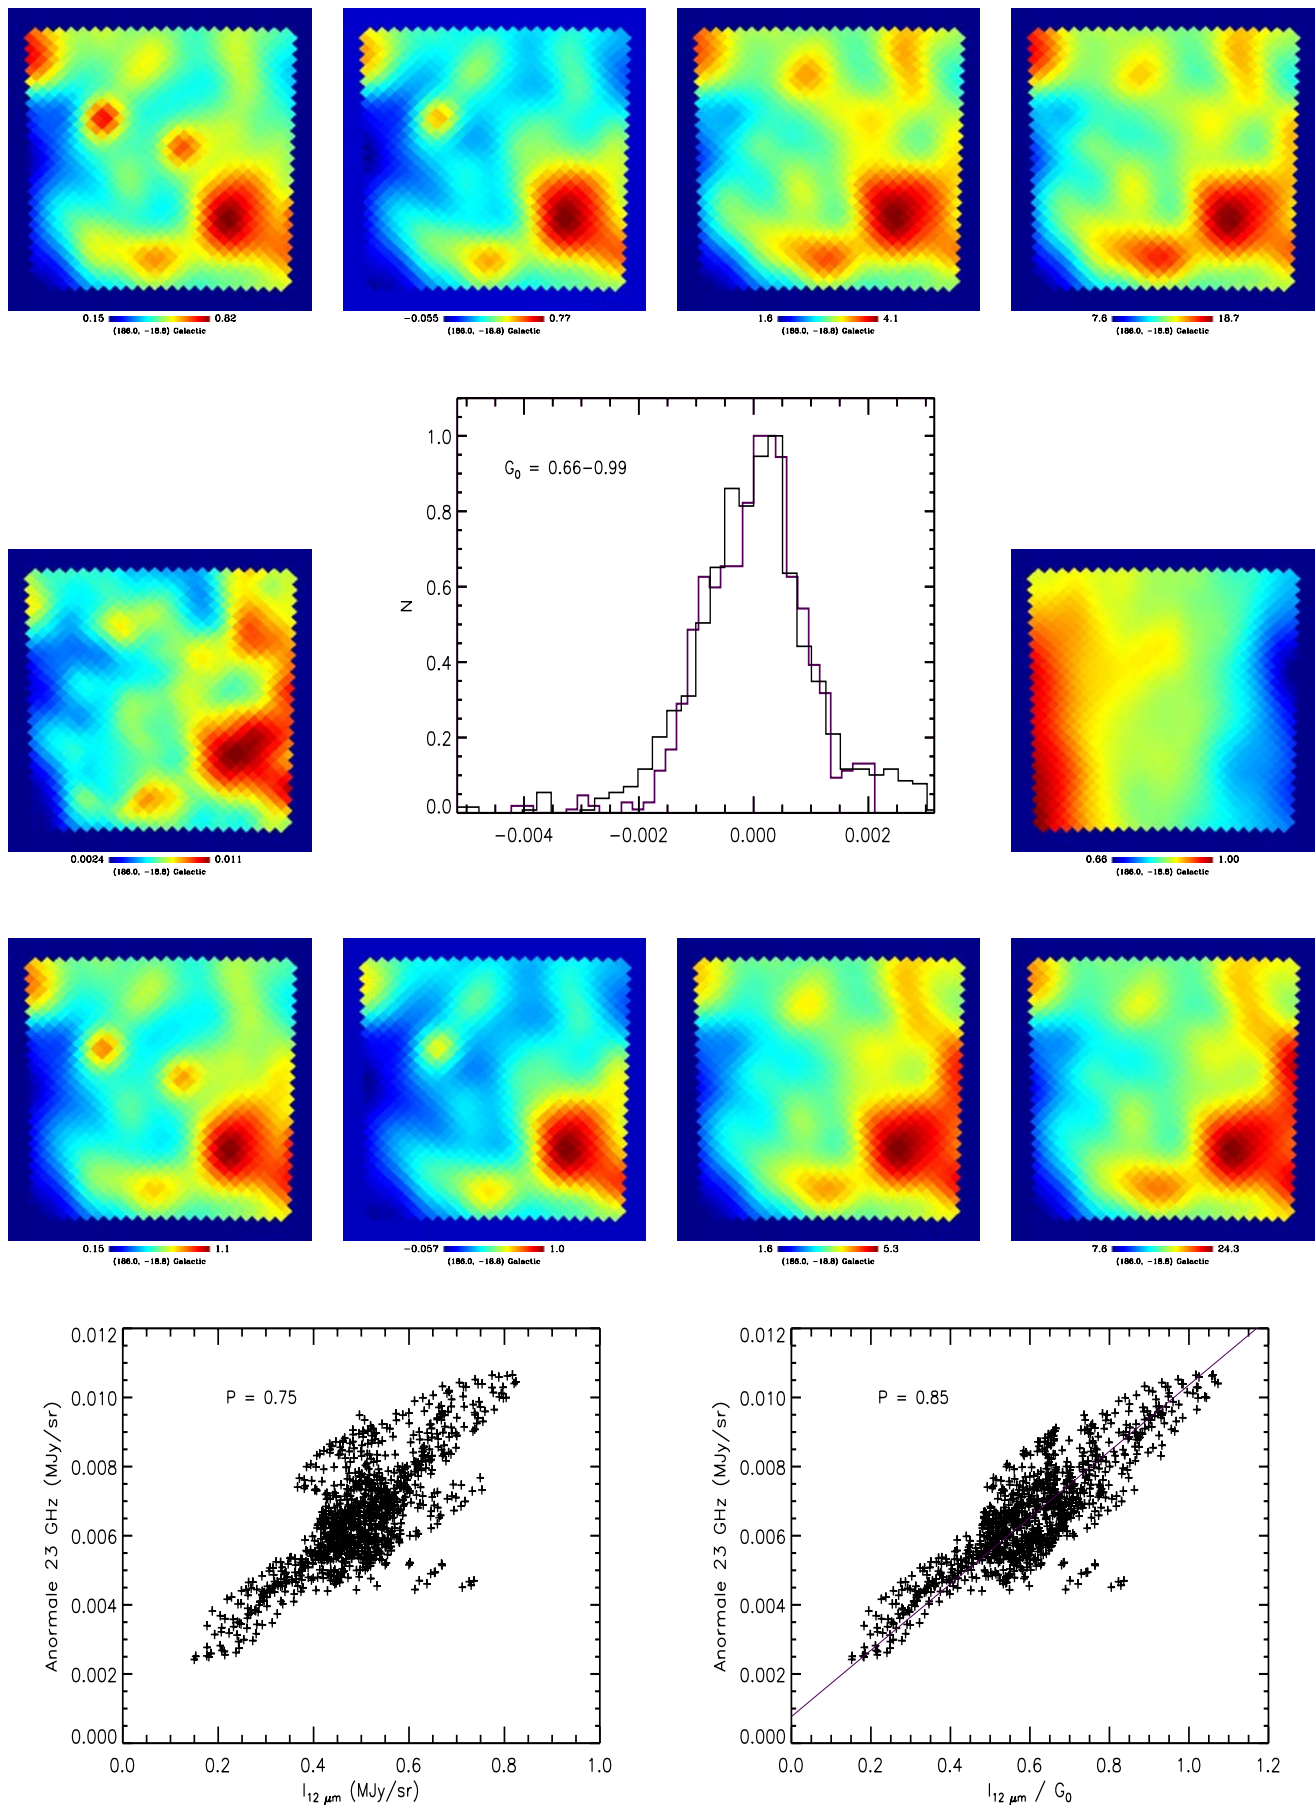 0.15 0.82
(186.0, -18.8) Galactic
-0.055 0.77
(186.0, -18.8) Galactic
1.6 4.1
(186.0, -18.8) Galactic
7.6 18.7
(186.0, -18.8) Galactic
G0 = 0.66-0.99
N
1.0
0.8
0.6
0.4
0.2
0.0
-0.004 -0.002 0.000 0.002
0.0024 0.011
(186.0, -18.8) Galactic
0.66 1.00
(186.0, -18.8) Galactic
0.15 1.1
(186.0, -18.8) Galactic
-0.057 1.0
(186.0, -18.8) Galactic
1.6 5.3
(186.0, -18.8) Galactic
7.6 24.3
(186.0, -18.8) Galactic
Anormale 23 GHz (MJy/sr)
0.012
0.010
0.008
0.006
0.004
0.002
0.000
P = 0.75
0.0 0.2 0.4 0.6 0.8 1.0
I12 μm (MJy/sr)
Anormale 23 GHz (MJy/sr)
0.012
0.010
0.008
0.006
0.004
0.002
0.000
P = 0.85
0.0 0.2 0.4 0.6 0.8 1.0 1.2
I12 μm / G0